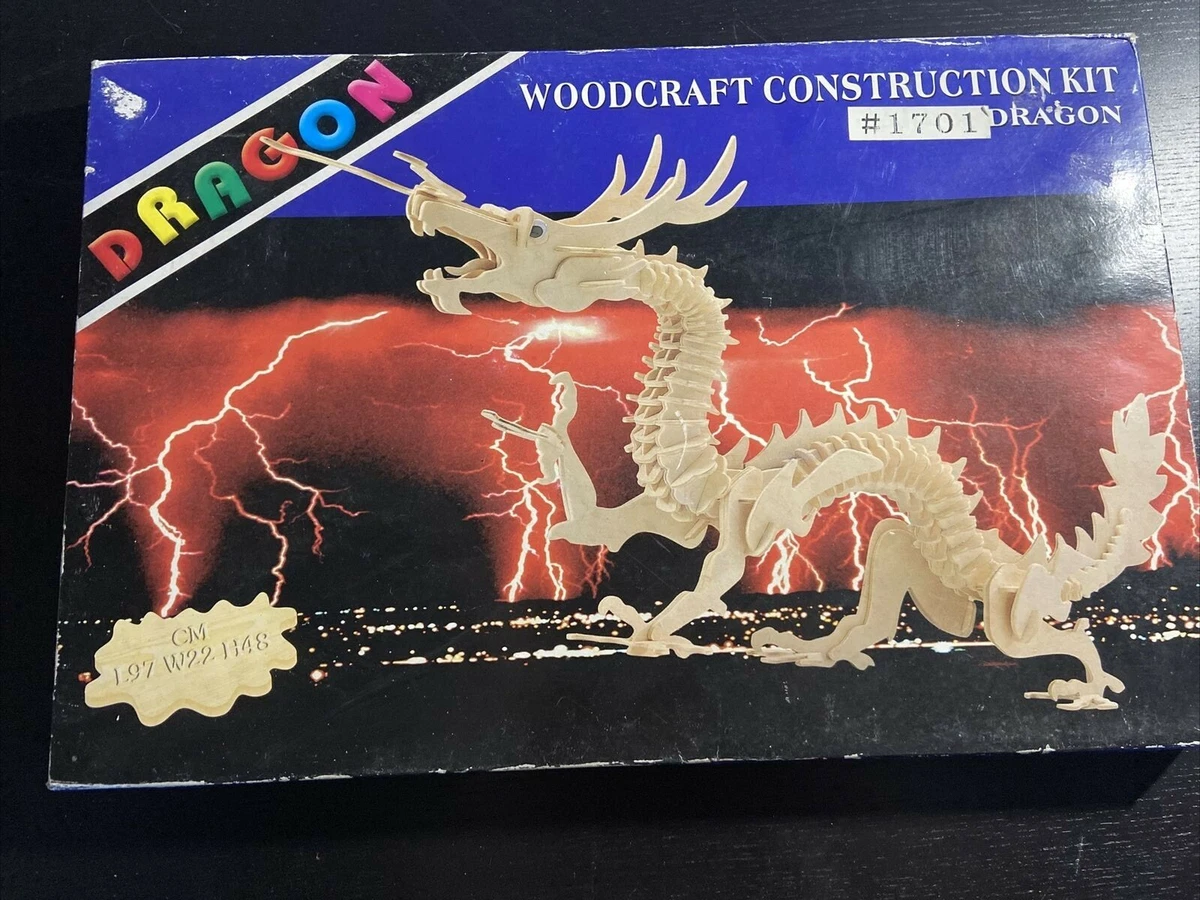 DRAGON
WOODCRAFT CONSTRUCTION KIT
#1701 DRAGON
CM
L97 W22 H48